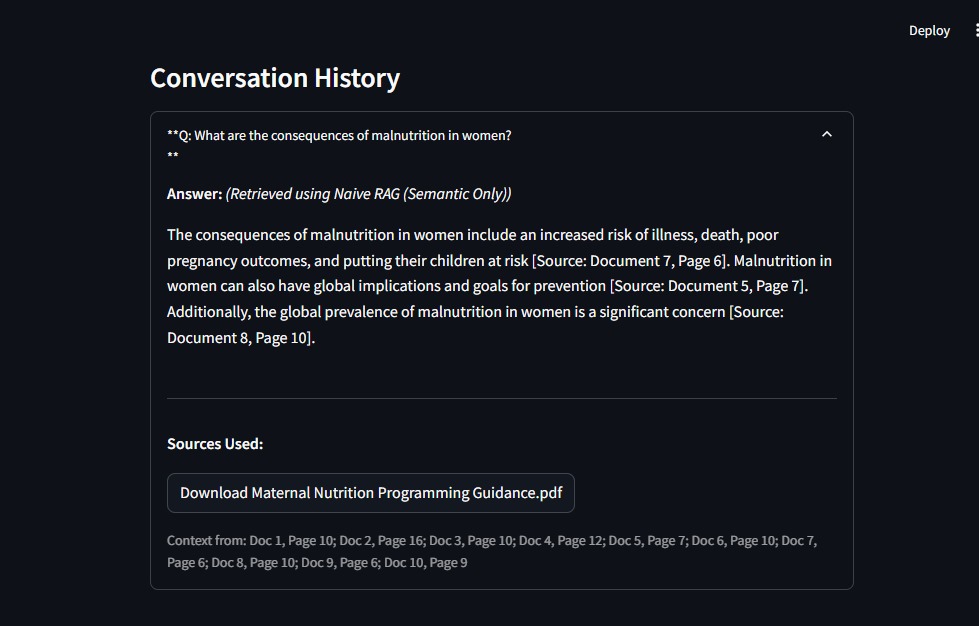 Deploy
Conversation History
**Q: What are the consequences of malnutrition in women?
**
Answer: (Retrieved using Naive RAG (Semantic Only))
The consequences of malnutrition in women include an increased risk of illness, death, poor
pregnancy outcomes, and putting their children at risk [Source: Document 7, Page 6]. Malnutrition in
women can also have global implications and goals for prevention [Source: Document 5, Page 7].
Additionally, the global prevalence of malnutrition in women is a significant concern [Source:
Document 8, Page 10].
Sources Used:
Download Maternal Nutrition Programming Guidance.pdf
Context from: Doc 1, Page 10; Doc 2, Page 16; Doc 3, Page 10; Doc 4, Page 12; Doc 5, Page 7; Doc 6, Page 10; Doc 7,
Page 6; Doc 8, Page 10; Doc 9, Page 6; Doc 10, Page 9